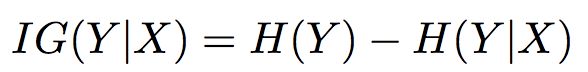 IG(Y|X) = H(Y) − H(Y|X)